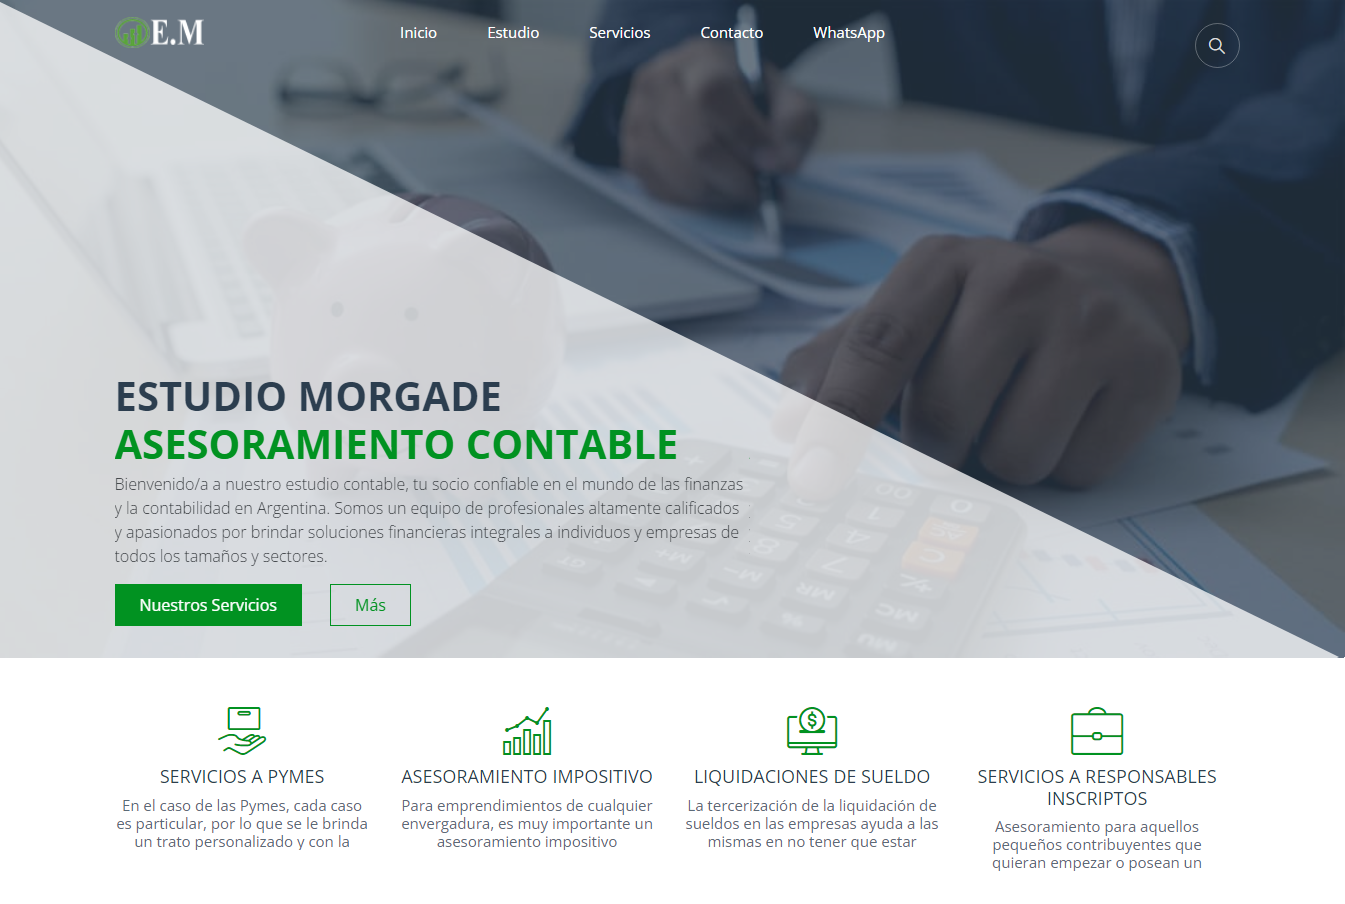 E.M
Inicio
Estudio
Servicios
Contacto
WhatsApp
ESTUDIO MORGADE
ASESORAMIENTO CONTABLE
Bienvenido/a a nuestro estudio contable, tu socio confiable en el mundo de las finanzas
y la contabilidad en Argentina. Somos un equipo de profesionales altamente calificados
y apasionados por brindar soluciones financieras integrales a individuos y empresas de
todos los tamaños y sectores.
Nuestros Servicios
Más
SERVICIOS A PYMES
En el caso de las Pymes, cada caso
es particular, por lo que se le brinda
un trato personalizado y con la
ASESORAMIENTO IMPOSITIVO
Para emprendimientos de cualquier
envergadura, es muy importante un
asesoramiento impositivo
LIQUIDACIONES DE SUELDO
La tercerización de la liquidación de
sueldos en las empresas ayuda a las
mismas en no tener que estar
SERVICIOS A RESPONSABLES
INSCRIPTOS
Asesoramiento para aquellos
pequeños contribuyentes que
quieran empezar o posean un